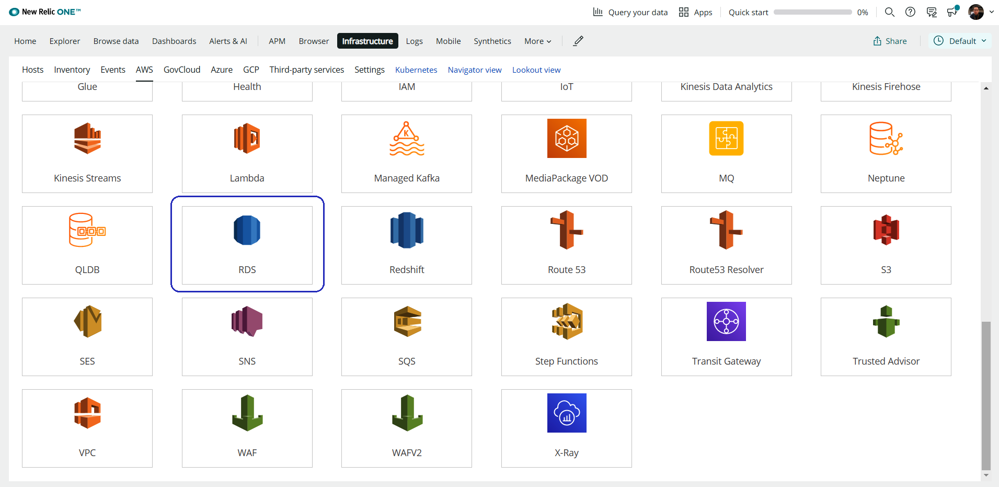 New Relic ONE™
Query your data
Apps
Quick start
0%
Home
Explorer
Browse data
Dashboards
Alerts & AI
APM
Browser
Infrastructure
Logs
Mobile
Synthetics
More
Share
Default
Hosts
Inventory
Events
AWS
GovCloud
Azure
GCP
Third-party services
Settings
Kubernetes
Navigator view
Lookout view
Glue
Health
IAM
IoT
Kinesis Data Analytics
Kinesis Firehose
Kinesis Streams
Lambda
K
Managed Kafka
MediaPackage VOD
MQ
Neptune
QLDB
RDS
Redshift
Route 53
Route53 Resolver
S3
SES
SNS
SQS
Step Functions
Transit Gateway
Trusted Advisor
VPC
WAF
WAFV2
X-Ray